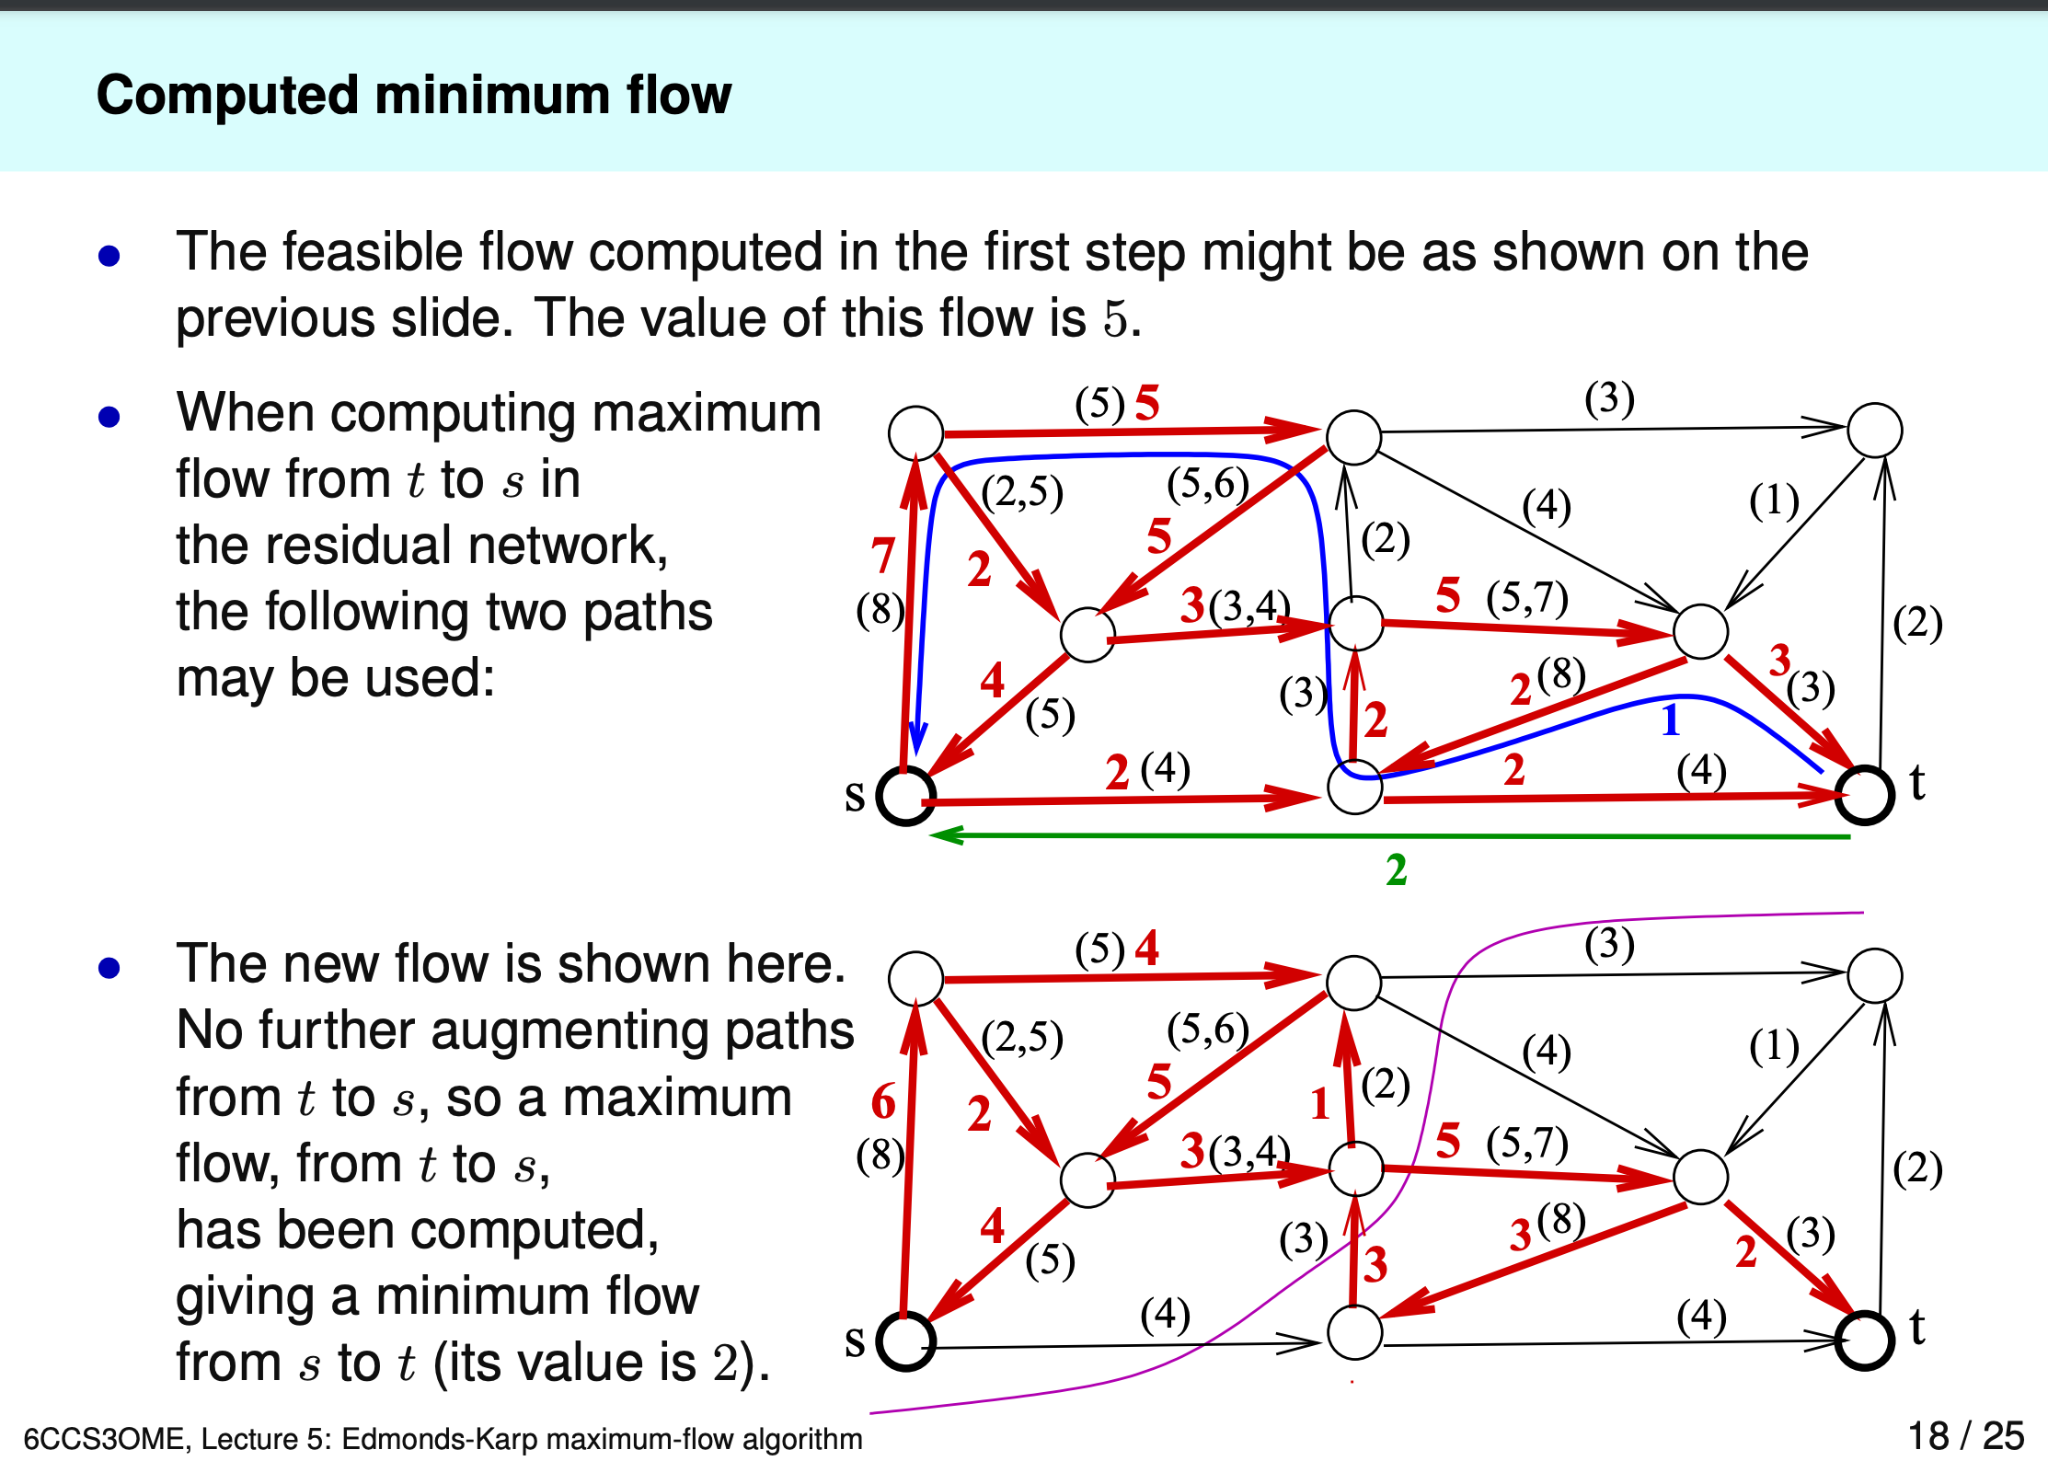 Computed minimum flow
• The feasible flow computed in the first step might be as shown on the
previous slide. The value of this flow is 5.
• When computing maximum
flow from t to s in
the residual network,
the following two paths
may be used:
(5) 5
(3)
(2,5)
(5,6)
(4)
(1)
7
2
5
(2)
(8)
3 (3,4)
5 (5,7)
(2)
4
(5)
(3)
2
2 (8)
3
(3)
1
s
2 (4)
2
(4)
t
2
• The new flow is shown here.
No further augmenting paths
from t to s, so a maximum
flow, from t to s,
has been computed,
giving a minimum flow
from s to t (its value is 2).
(5) 4
(3)
(2,5)
(5,6)
(4)
(1)
6
2
5
1
(2)
(8)
3 (3,4)
5 (5,7)
(2)
4
(5)
(3)
3
3 (8)
2
(3)
s
(4)
(4)
t
6CCS3OME, Lecture 5: Edmonds-Karp maximum-flow algorithm
18 / 25